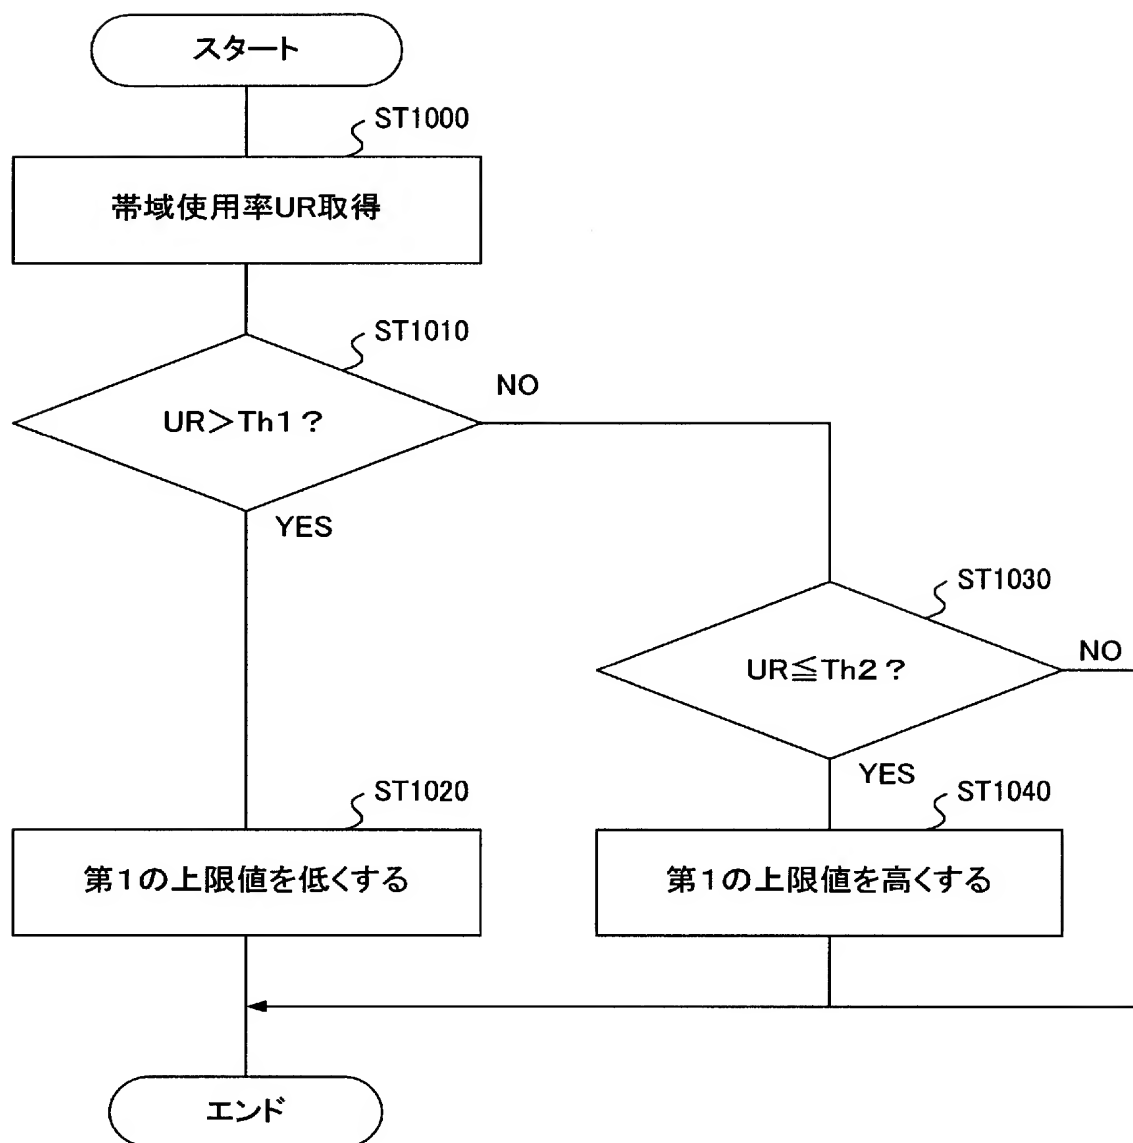 スタート
ST1000
帯域使用率UR取得
ST1010
UR>Th1?
NO
YES
ST1030
UR≦Th2?
NO
YES
ST1020
第1の上限値を低くする
ST1040
第1の上限値を高くする
エンド